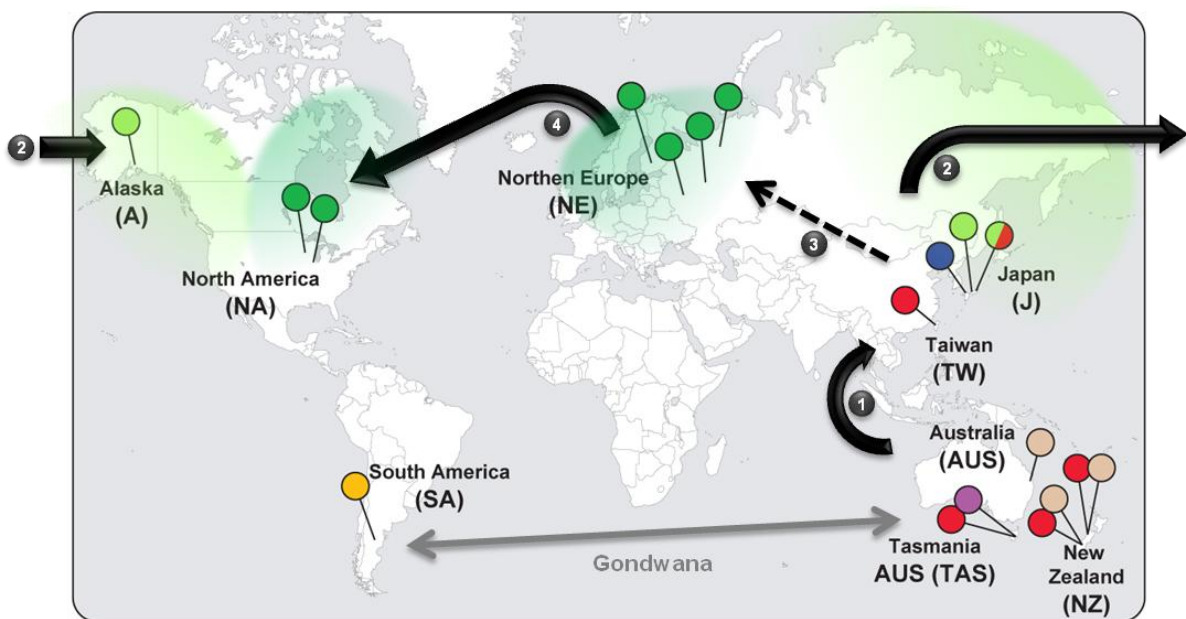 2
Alaska
(A)
North America
(NA)
4
Northen Europe
(NE)
3
2
Japan
(J)
Taiwan
(TW)
1
Australia
(AUS)
South America
(SA)
Gondwana
Tasmania
AUS (TAS)
New
Zealand
(NZ)